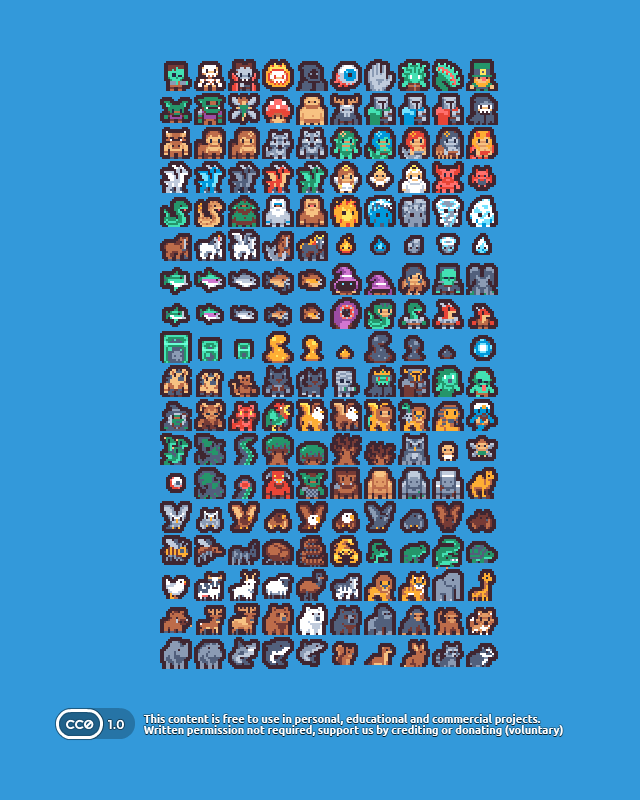 CC0 1.0
This content is free to use in personal, educational and commercial projects.
Written permission not required, support us by crediting or donating (voluntary)